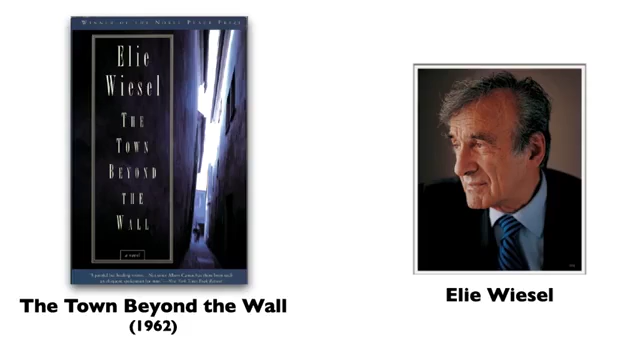 WINNER OF THE NOBEL PEACE PRIZE
Elie
Wiesel
THE
TOWN
BEYOND
THE
WALL
a novel
The Town Beyond the Wall
(1962)
Elie Wiesel